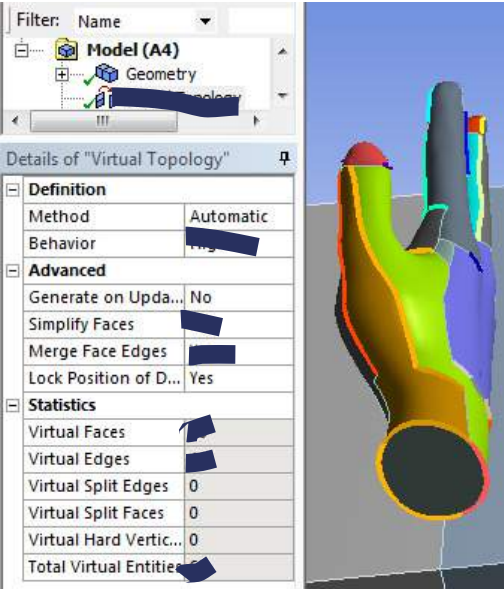 Filter: Name
Model (A4)
Geometry
Details of "Virtual Topology"
Definition
Method Automatic
Behavior
Advanced
Generate on Upda... No
Simplify Faces
Merge Face Edges
Lock Position of D... Yes
Statistics
Virtual Faces
Virtual Edges
Virtual Split Edges 0
Virtual Split Faces 0
Virtual Hard Vertic... 0
Total Virtual Entities